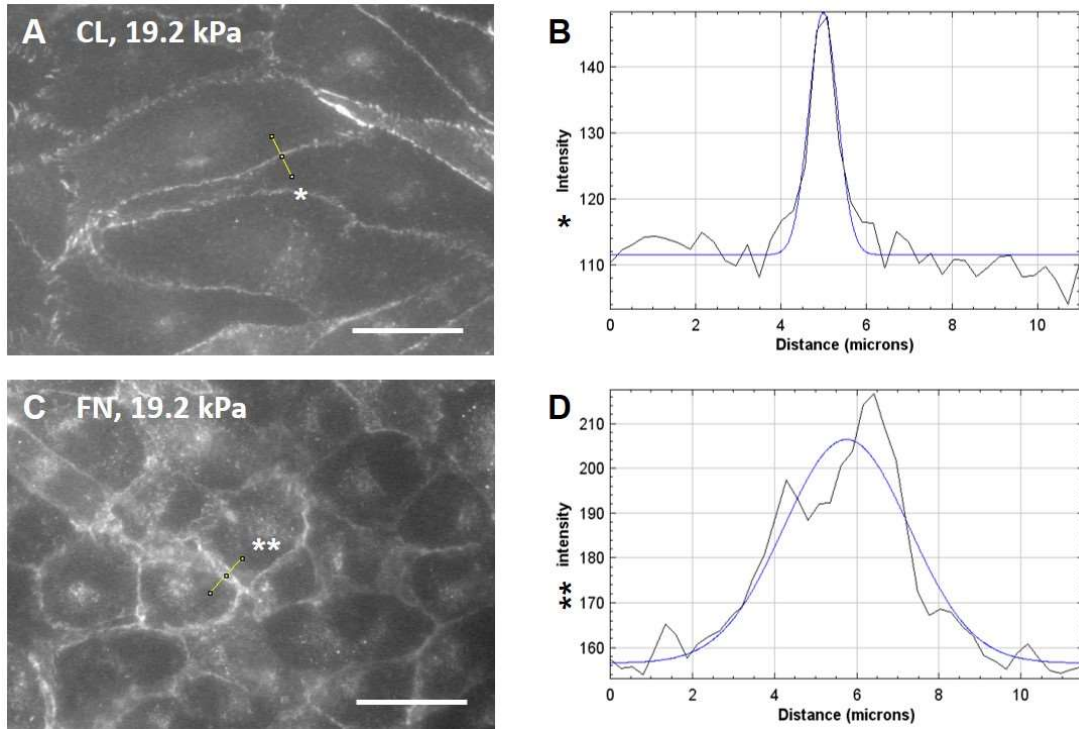 A CL, 19.2 kPa
B
140
130
120
110
* Intensity
0 2 4 6 8 10
Distance (microns)
*
C FN, 19.2 kPa
D
210
200
190
180
170
160
** intensity
0 2 4 6 8 10
Distance (microns)
**